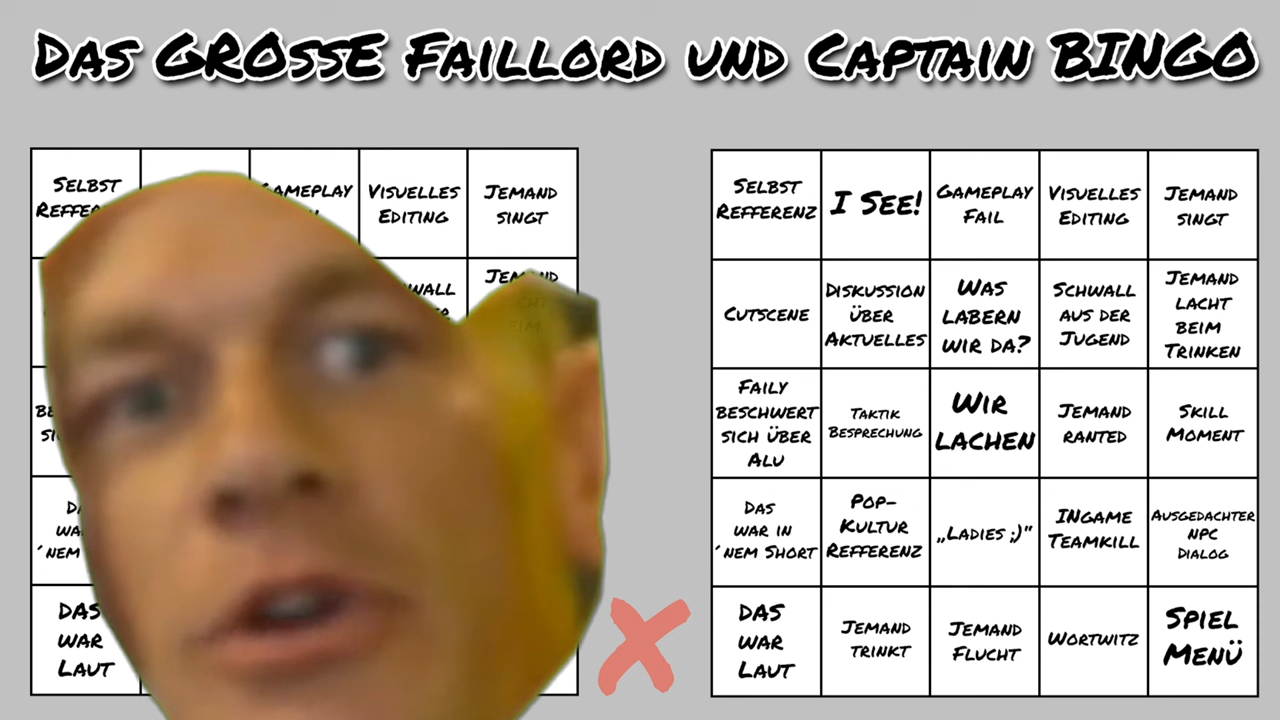 Das GROSSE Faillord und Captain BINGO
Selbst
Visuelles
Editing
Jemand
singt
Das
War
Laut
Selbst
Refferenz
I See!
Gameplay
Fail
Visuelles
Editing
Jemand
singt
Cutscene
Diskussion
über
Aktuelles
Was
labern
wir da?
Schwall
aus der
Jugend
Jemand
lacht
beim
Trinken
Faily
beschwert
sich über
Alu
Taktik
Besprechung
Wir
lachen
Jemand
ranted
Skill
Moment
Das
war in
´nem Short
Pop-
Kultur
Refferenz
„Ladies ;)"
INgame
Teamkill
Ausgedachter
NPC
Dialog
Das
war
Laut
Jemand
trinkt
Jemand
Flucht
Wortwitz
Spiel
Menü